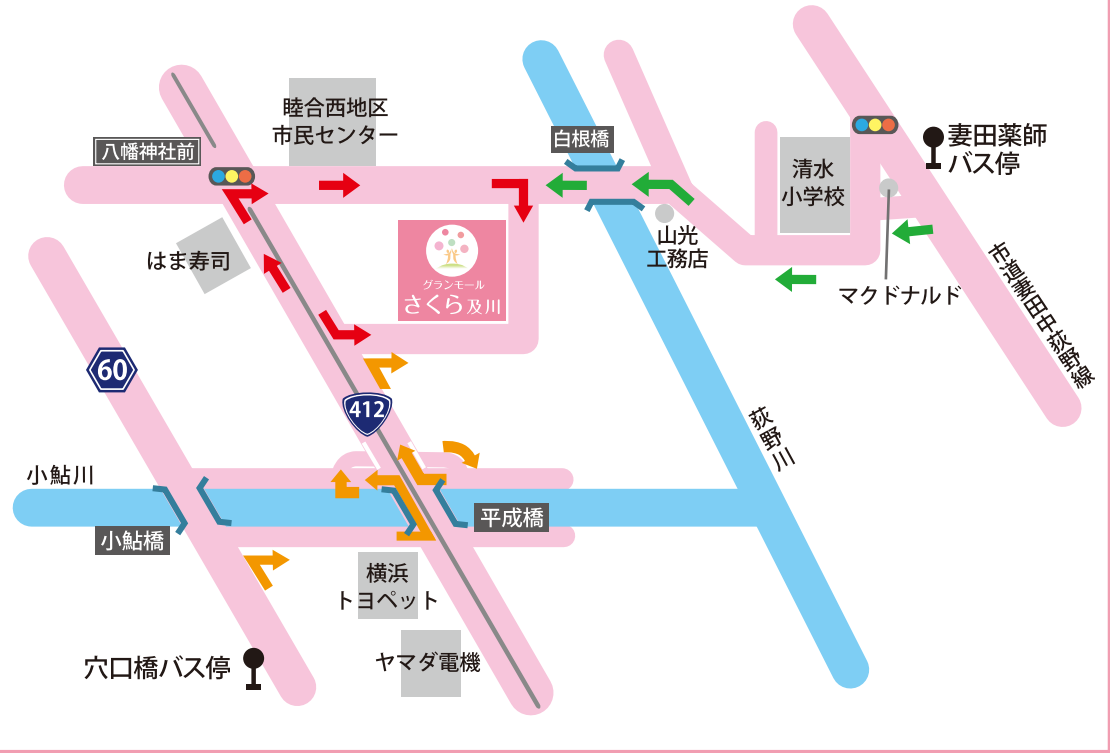 睦合西地区
市民センター
八幡神社前
白根橋
妻田薬師
バス停
清水
小学校
はま寿司
グランモール
さくら及川
山光
工務店
マクドナルド
市道妻田中荻野線
60
412
荻野川
小鮎川
小鮎橋
平成橋
横浜
トヨペット
ヤマダ電機
穴口橋バス停